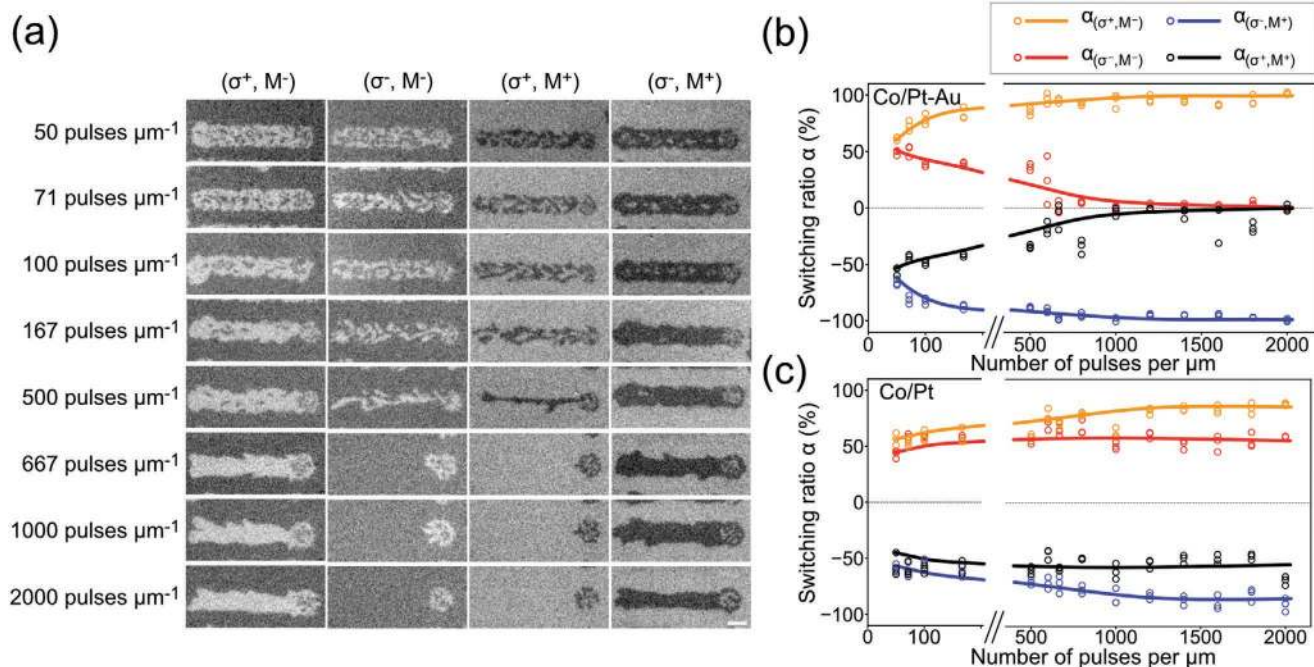 (a)
(σ⁺, M⁻) (σ⁻, M⁻) (σ⁺, M⁺) (σ⁻, M⁺)
50 pulses µm⁻¹
71 pulses µm⁻¹
100 pulses µm⁻¹
167 pulses µm⁻¹
500 pulses µm⁻¹
667 pulses µm⁻¹
1000 pulses µm⁻¹
2000 pulses µm⁻¹
(b)
α(σ⁺,M⁻) α(σ⁻,M⁺)
α(σ⁻,M⁻) α(σ⁺,M⁺)
Co/Pt-Au
Switching ratio α (%)
100
50
0
−50
−100
100 500 1000 1500 2000
Number of pulses per µm
(c)
Co/Pt
Switching ratio α (%)
100
50
0
−50
−100
0 100 500 1000 1500 2000
Number of pulses per µm